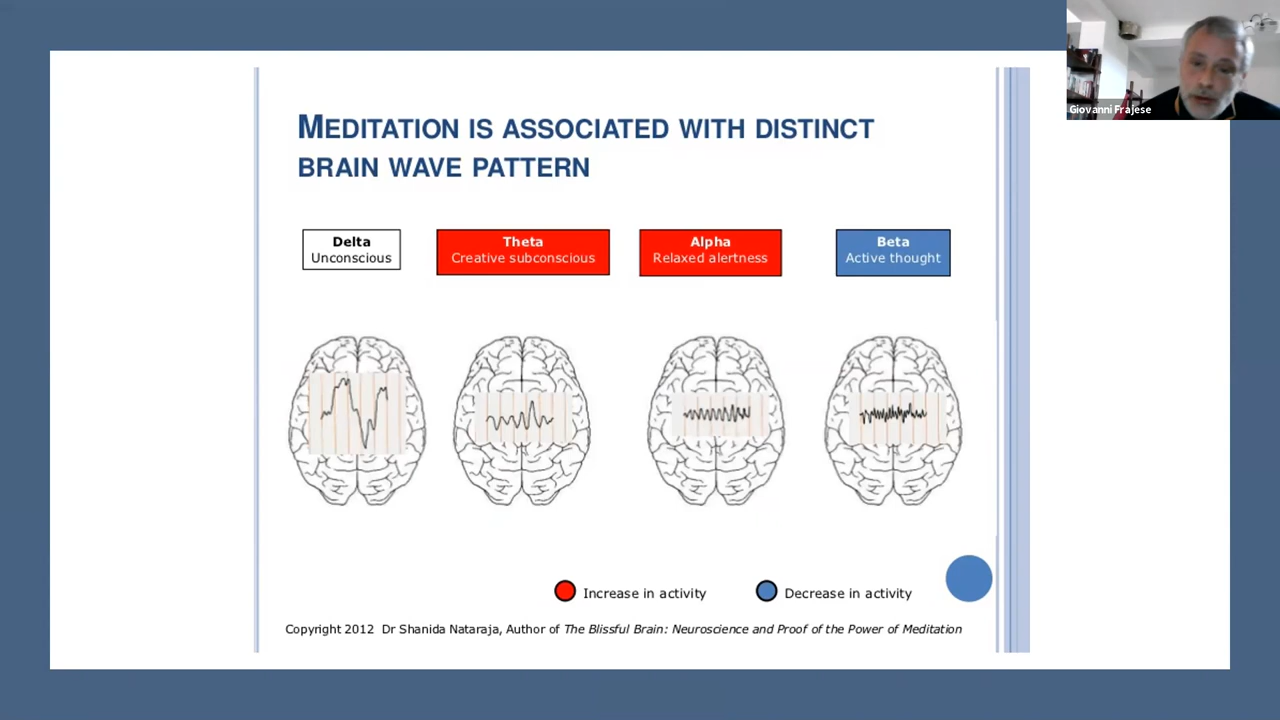 Giovanni Frajese
MEDITATION IS ASSOCIATED WITH DISTINCT
BRAIN WAVE PATTERN
Delta
Unconscious
Theta
Creative subconscious
Alpha
Relaxed alertness
Beta
Active thought
Increase in activity
Decrease in activity
Copyright 2012 Dr Shanida Nataraja, Author of The Blissful Brain: Neuroscience and Proof of the Power of Meditation